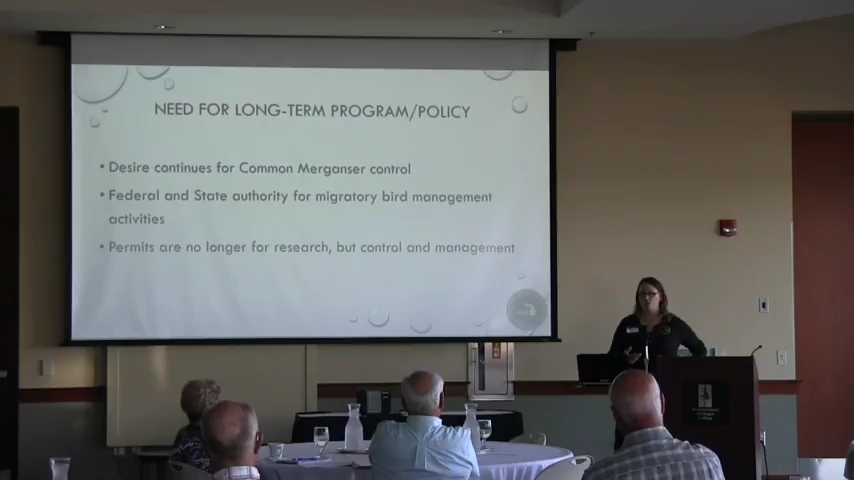 NEED FOR LONG-TERM PROGRAM/POLICY
• Desire continues for Common Merganser control
• Federal and State authority for migratory bird management
activities
• Permits are no longer for research, but control and management